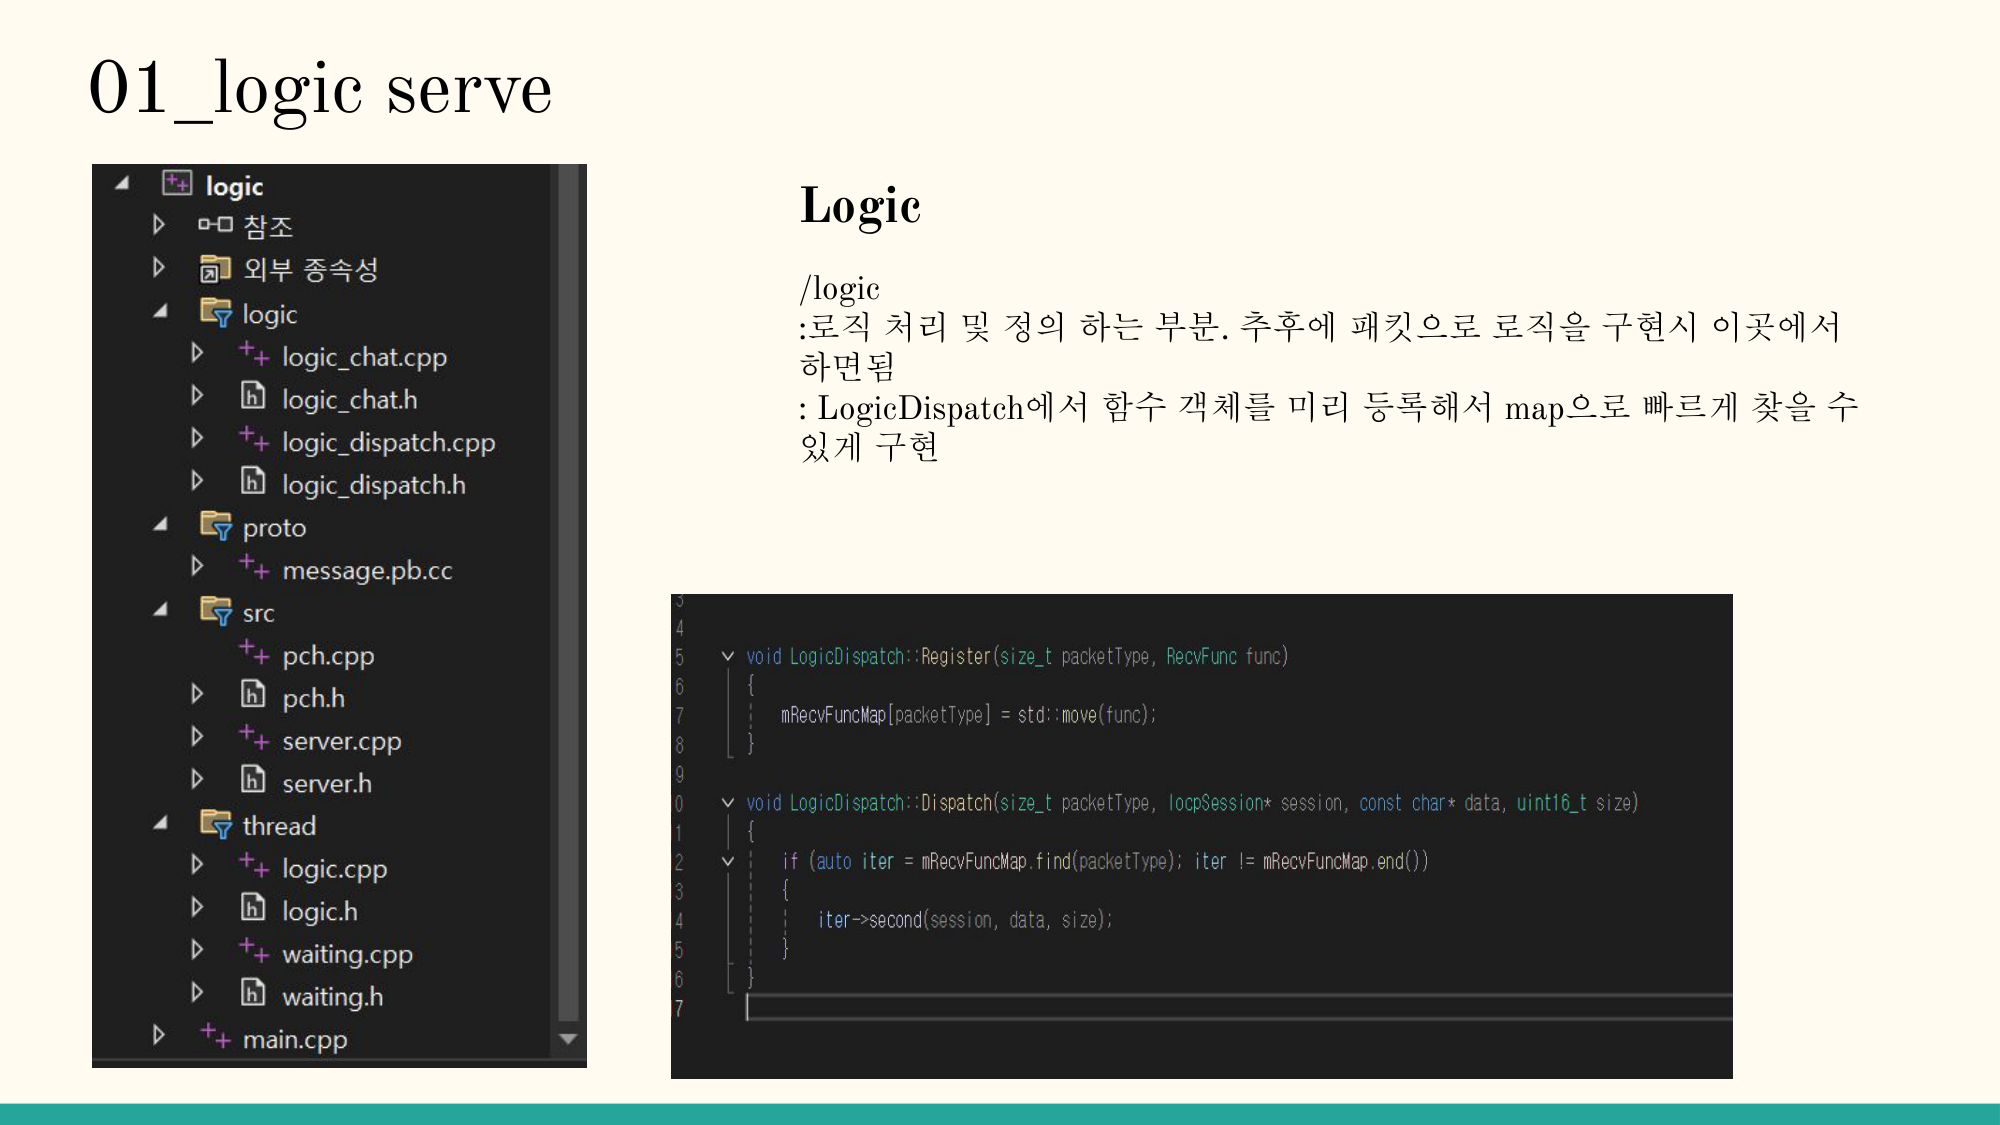 01_logic serve
logic
참조
외부 종속성
logic
logic_chat.cpp
logic_chat.h
logic_dispatch.cpp
logic_dispatch.h
proto
message.pb.cc
src
pch.cpp
pch.h
server.cpp
server.h
thread
logic.cpp
logic.h
waiting.cpp
waiting.h
main.cpp
Logic
/logic
:로직 처리 및 정의 하는 부분. 추후에 패킷으로 로직을 구현시 이곳에서
하면됨
: LogicDispatch에서 함수 객체를 미리 등록해서 map으로 빠르게 찾을 수
있게 구현
3
4
5 void LogicDispatch::Register(size_t packetType, RecvFunc func)
6 {
7 mRecvFuncMap[packetType] = std::move(func);
8 }
9
0 void LogicDispatch::Dispatch(size_t packetType, IocpSession* session, const char* data, uint16_t size)
1 {
2 if (auto iter = mRecvFuncMap.find(packetType); iter != mRecvFuncMap.end())
3 {
4 iter->second(session, data, size);
5 }
6 }
7